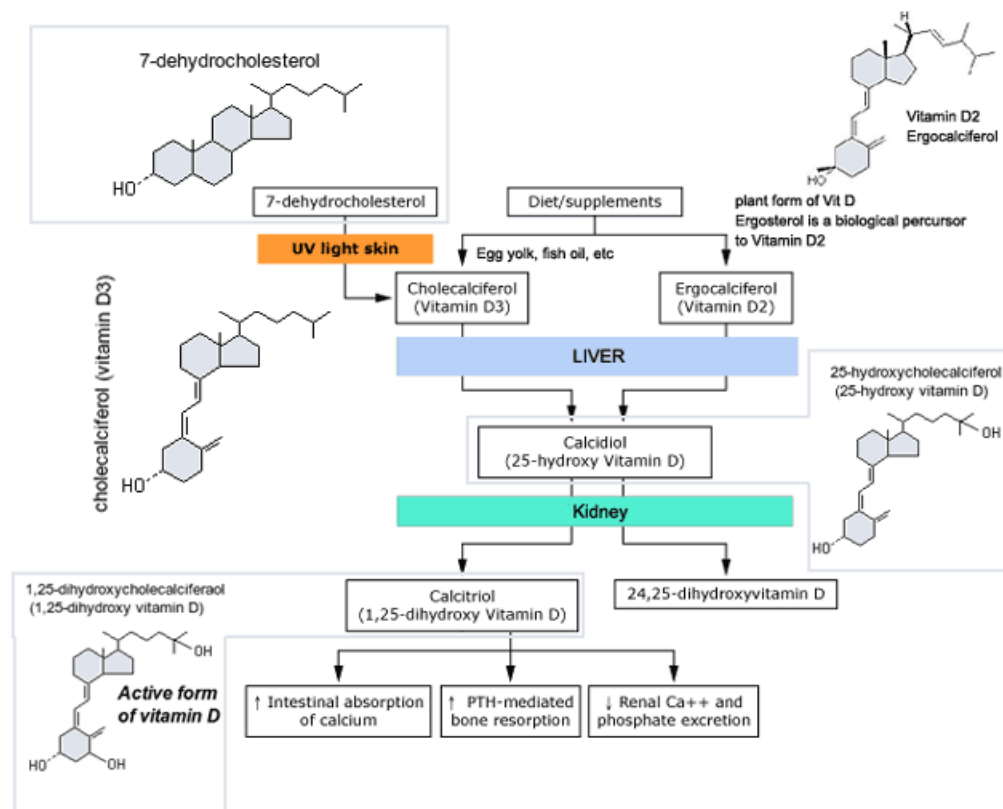 7-dehydrocholesterol
HO
7-dehydrocholesterol
UV light skin
Diet/supplements
Egg yolk, fish oil, etc
H
HO
Vitamin D2
Ergocalciferol
plant form of Vit D
Ergosterol is a biological percursor
to Vitamin D2
cholecalciferol (vitamin D3)
HO
Cholecalciferol
(Vitamin D3)
Ergocalciferol
(Vitamin D2)
LIVER
25-hydroxycholecalciferol
(25-hydroxy vitamin D)
OH
HO
Calcidiol
(25-hydroxy Vitamin D)
Kidney
1,25-dihydroxycholecalciferaol
(1,25-dihydroxy vitamin D)
OH
Active form
of vitamin D
HO
OH
Calcitriol
(1,25-dihydroxy Vitamin D)
24,25-dihydroxyvitamin D
↑ Intestinal absorption
of calcium
↑ PTH-mediated
bone resorption
↓ Renal Ca++ and
phosphate excretion